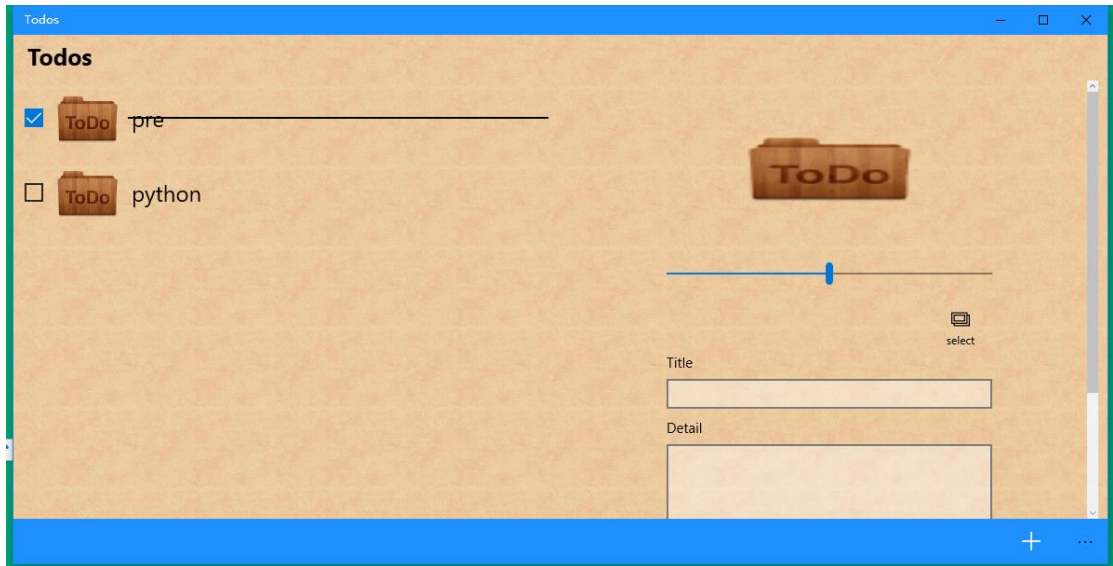 Todos
Todos
ToDo pre
ToDo python
ToDo
select
Title
Detail